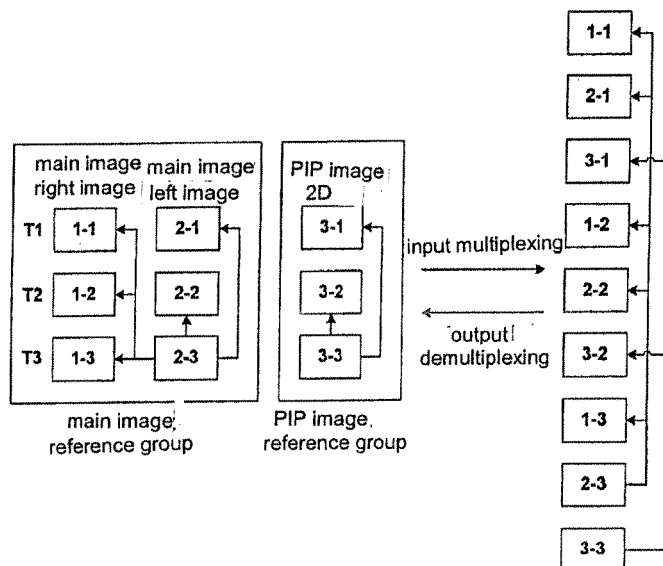 main image
right image
main image
left image
T1
1-1
2-1
T2
1-2
2-2
T3
1-3
2-3
main image,
reference group
PIP image
2D
3-1
3-2
3-3
PIP image,
reference group
input multiplexing
output
demultiplexing
1-1
2-1
3-1
1-2
2-2
3-2
1-3
2-3
3-3